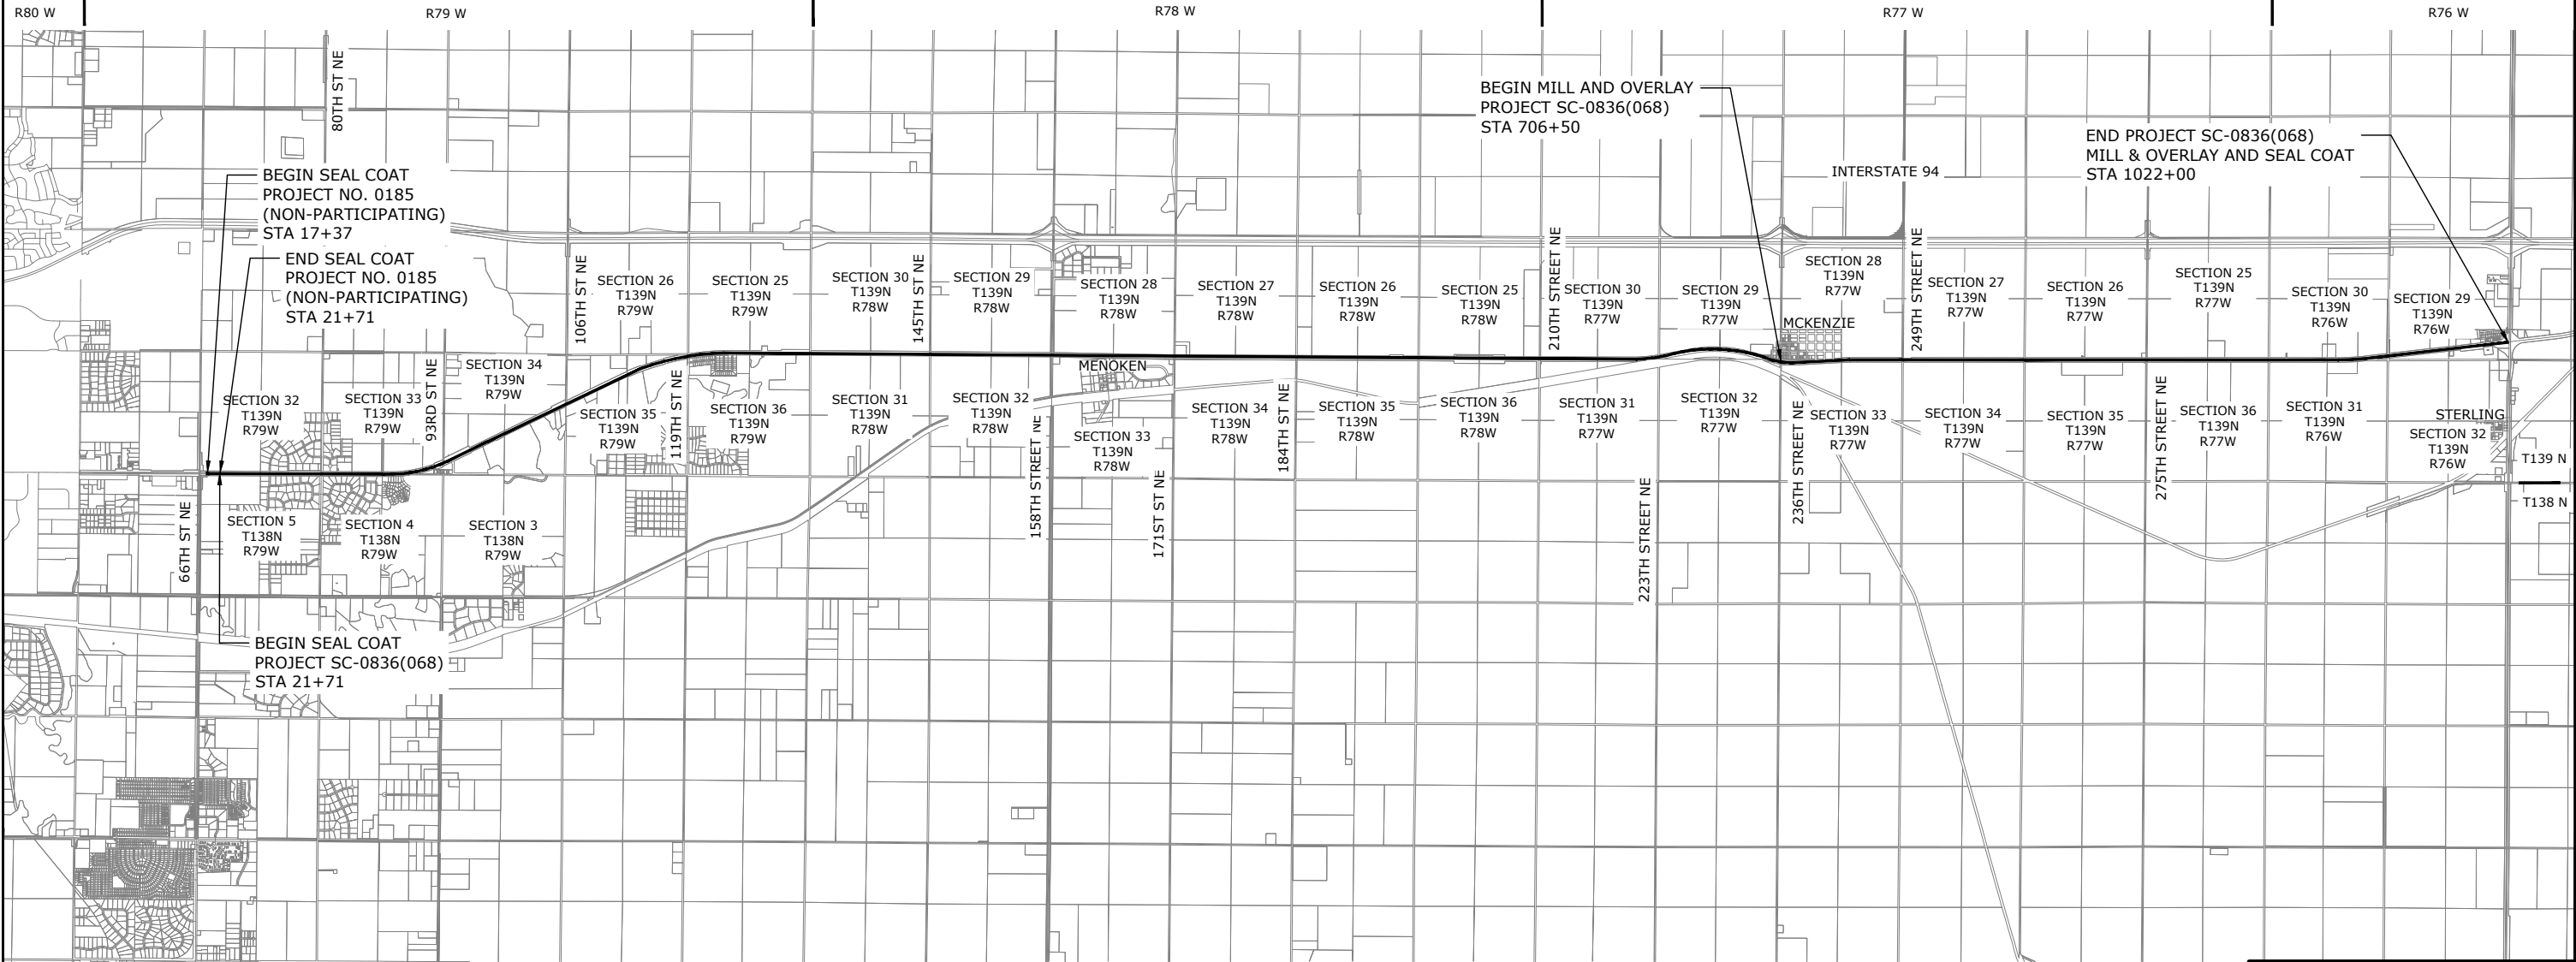 R80 W
R79 W
R78 W
R77 W
R76 W
80TH ST NE
BEGIN MILL AND OVERLAY
PROJECT SC-0836(068)
STA 706+50
END PROJECT SC-0836(068)
MILL & OVERLAY AND SEAL COAT
STA 1022+00
INTERSTATE 94
BEGIN SEAL COAT
PROJECT NO. 0185
(NON-PARTICIPATING)
STA 17+37
END SEAL COAT
PROJECT NO. 0185
(NON-PARTICIPATING)
STA 21+71
106TH ST NE
SECTION 26
T139N
R79W
SECTION 25
T139N
R79W
SECTION 30
T139N
R78W
145TH ST NE
SECTION 29
T139N
R78W
SECTION 28
T139N
R78W
SECTION 27
T139N
R78W
SECTION 26
T139N
R78W
SECTION 25
T139N
R78W
210TH STREET NE
SECTION 30
T139N
R77W
SECTION 29
T139N
R77W
SECTION 28
T139N
R77W
MCKENZIE
249TH STREET NE
SECTION 27
T139N
R77W
SECTION 26
T139N
R77W
SECTION 25
T139N
R77W
SECTION 30
T139N
R76W
SECTION 29
T139N
R76W
SECTION 32
T139N
R79W
SECTION 33
T139N
R79W
93RD ST NE
SECTION 34
T139N
R79W
SECTION 35
T139N
R79W
119TH ST NE
SECTION 36
T139N
R79W
SECTION 31
T139N
R78W
SECTION 32
T139N
R78W
158TH STREET NE
MENOKEN
SECTION 33
T139N
R78W
171ST ST NE
SECTION 34
T139N
R78W
184TH ST NE
SECTION 35
T139N
R78W
SECTION 36
T139N
R78W
SECTION 31
T139N
R77W
223TH STREET NE
SECTION 32
T139N
R77W
236TH STREET NE
SECTION 33
T139N
R77W
SECTION 34
T139N
R77W
SECTION 35
T139N
R77W
275TH STREET NE
SECTION 36
T139N
R77W
SECTION 31
T139N
R76W
STERLING
SECTION 32
T139N
R76W
T139 N
T138 N
66TH ST NE
SECTION 5
T138N
R79W
SECTION 4
T138N
R79W
SECTION 3
T138N
R79W
BEGIN SEAL COAT
PROJECT SC-0836(068)
STA 21+71